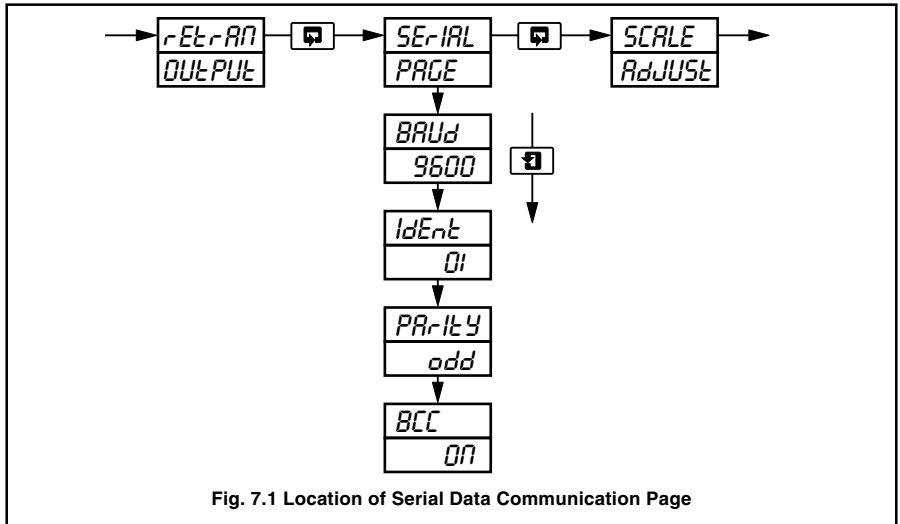 rEtrAN
OUtPUt
SErIAL
PAGE
SCALE
AdJUSt
BAUd
9600
IdEnt
01
PArItY
odd
BCC
ON
Fig. 7.1 Location of Serial Data Communication Page